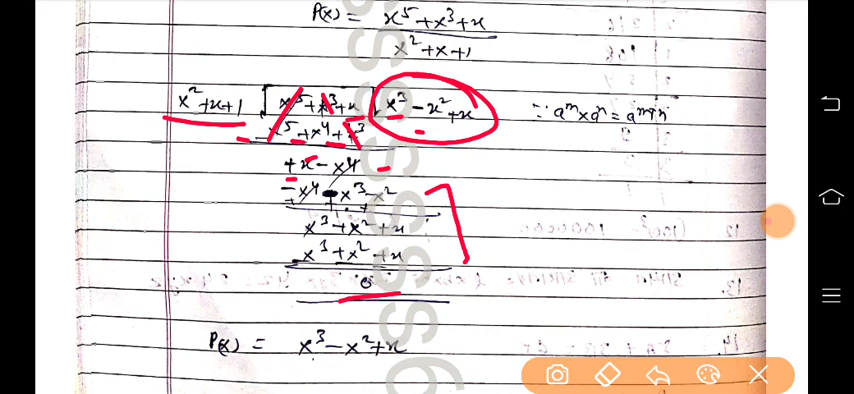 P(x) = x⁵+x³+x
x²+x+1
x²+x+1 x⁵+x³+x x³-x²+x ∵ aᵐ×aⁿ = aᵐ⁺ⁿ
x⁵+x⁴+x³
+x-x⁴
-x⁴-x³-x²
x³+x²+x
x³+x²+x
0
P(x) = x³-x²+x